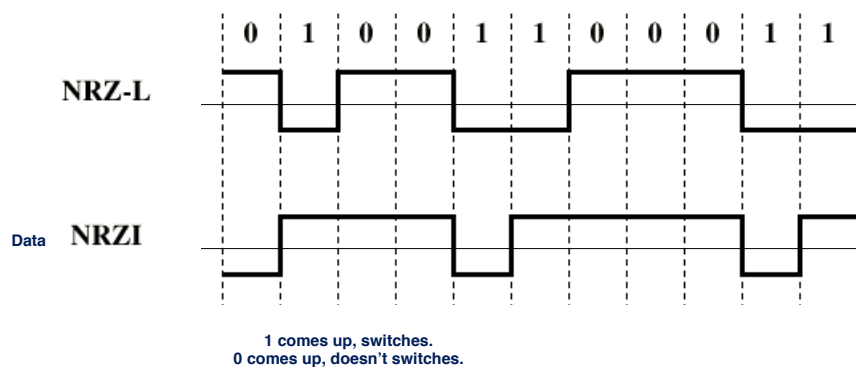 0 1 0 0 1 1 0 0 0 1 1
NRZ-L
Data NRZI
1 comes up, switches.
0 comes up, doesn't switches.